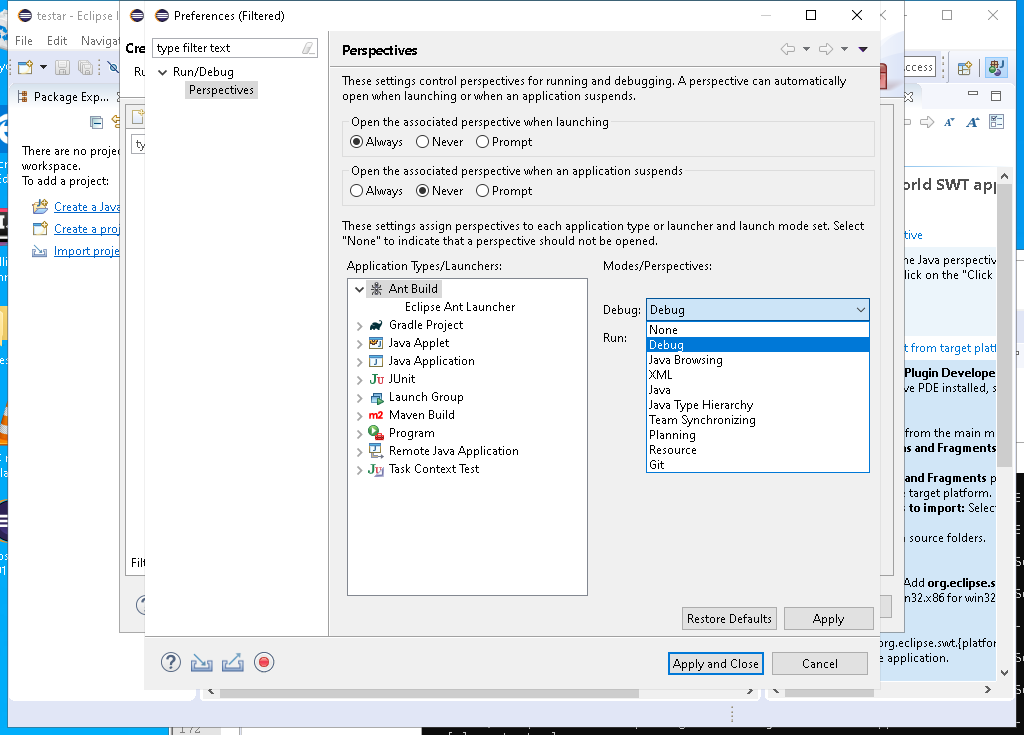 testar - Eclipse I
Preferences (Filtered)
File Edit Navigat
Cre
type filter text
Perspectives
Ru
Run/Debug
Perspectives
These settings control perspectives for running and debugging. A perspective can automatically
open when launching or when an application suspends.
Package Exp...
Open the associated perspective when launching
Always Never Prompt
ty
There are no projec
workspace.
To add a project:
Open the associated perspective when an application suspends
Always Never Prompt
Create a Java
Create a proj
Import proje
These settings assign perspectives to each application type or launcher and launch mode set. Select
"None" to indicate that a perspective should not be opened.
Application Types/Launchers:
Modes/Perspectives:
Ant Build
Eclipse Ant Launcher
Gradle Project
Java Applet
Java Application
JUnit
Launch Group
Maven Build
Program
Remote Java Application
Task Context Test
Debug: Debug
Run:
None
Debug
Java Browsing
XML
Java
Java Type Hierarchy
Team Synchronizing
Planning
Resource
Git
Filt
Restore Defaults
Apply
Apply and Close
Cancel
ccess
orld SWT app
tive
he Java perspectiv
lick on the "Click
t from target platf
Plugin Develope
ve PDE installed, s
from the main m
ns and Fragments
and Fragments p
e target platform.
s to import: Selec
n source folders.
Add org.eclipse.s
n32.x86 for win32
org.eclipse.swt.{platfor
e application.
172